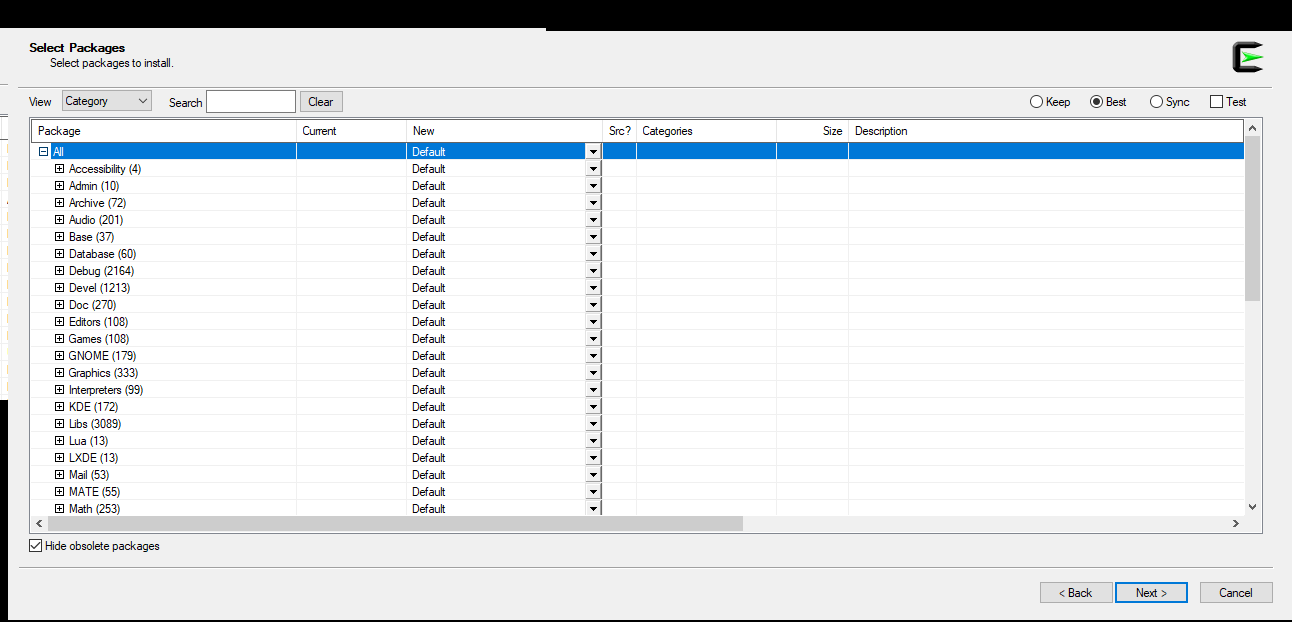 Select Packages
Select packages to install.
View Category Search Clear Keep Best Sync Test
Package Current New Src? Categories Size Description
All Default
Accessibility (4) Default
Admin (10) Default
Archive (72) Default
Audio (201) Default
Base (37) Default
Database (60) Default
Debug (2164) Default
Devel (1213) Default
Doc (270) Default
Editors (108) Default
Games (108) Default
GNOME (179) Default
Graphics (333) Default
Interpreters (99) Default
KDE (172) Default
Libs (3089) Default
Lua (13) Default
LXDE (13) Default
Mail (53) Default
MATE (55) Default
Math (253) Default
Hide obsolete packages
< Back Next > Cancel